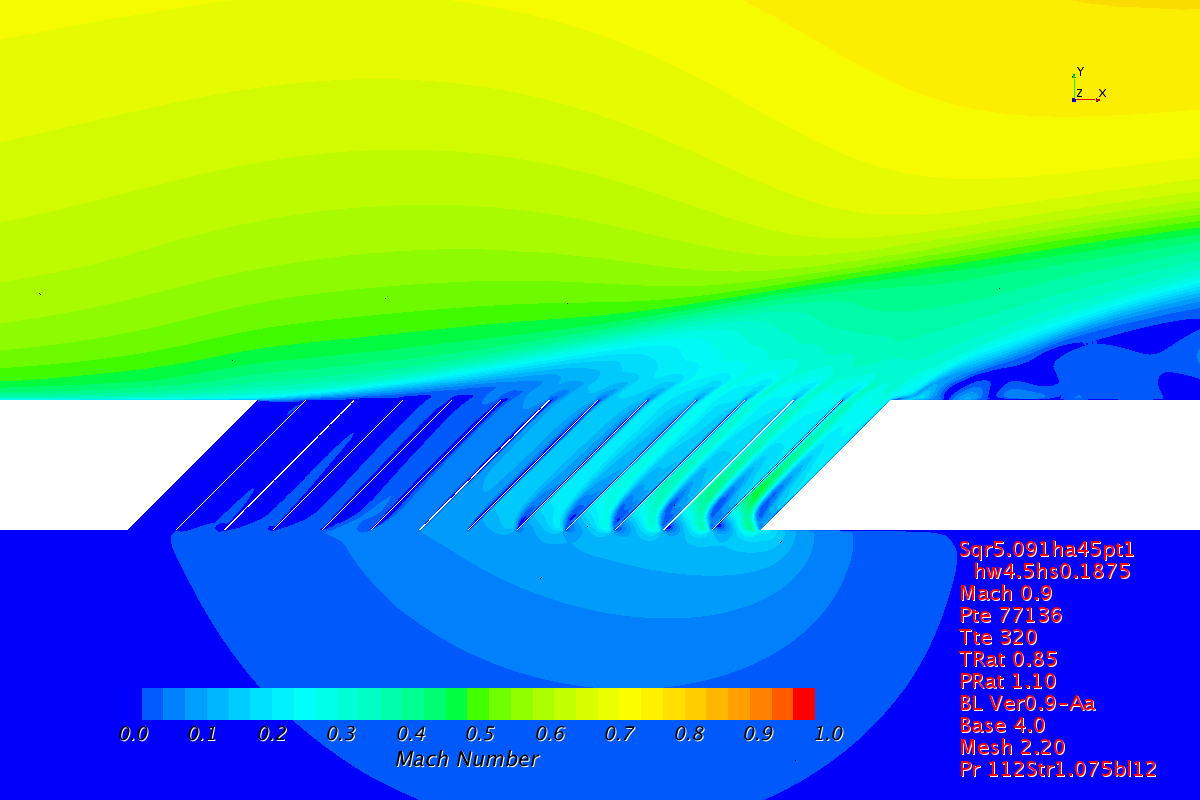 Y
Z X
Sqr5.091ha45pt1
hw4.5hs0.1875
Mach 0.9
Pte 77136
Tte 320
TRat 0.85
PRat 1.10
BL Ver0.9-Aa
Base 4.0
Mesh 2.20
Pr 112Str1.075bl12
0.0 0.1 0.2 0.3 0.4 0.5 0.6 0.7 0.8 0.9 1.0
Mach Number